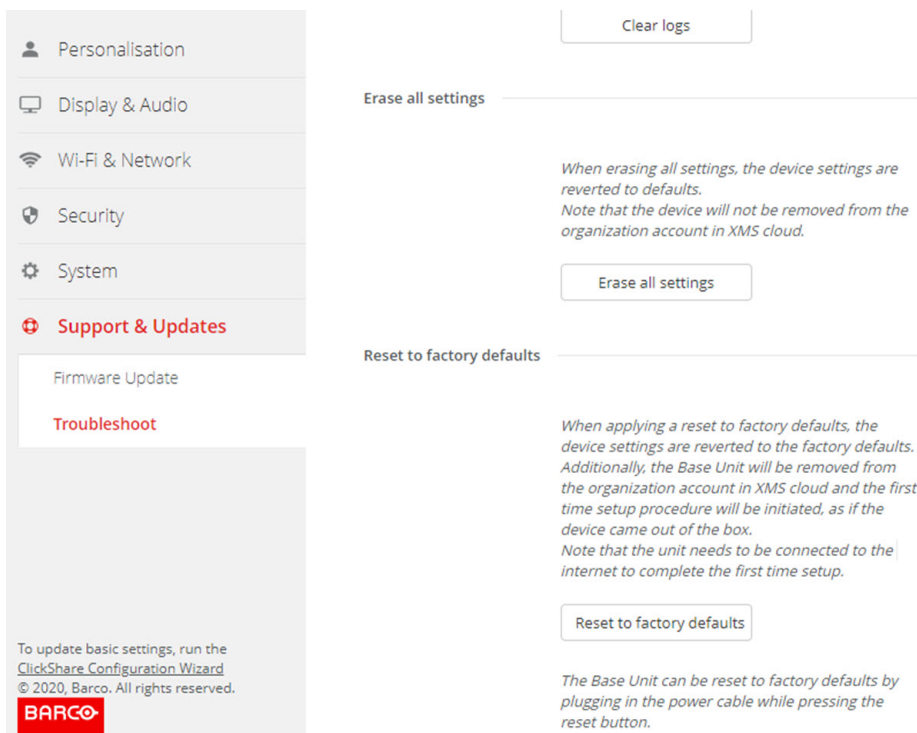 Personalisation
Display & Audio
Wi-Fi & Network
Security
System
Support & Updates
Firmware Update
Troubleshoot
To update basic settings, run the
ClickShare Configuration Wizard
© 2020, Barco. All rights reserved.
BARCO
Clear logs
Erase all settings
When erasing all settings, the device settings are
reverted to defaults.
Note that the device will not be removed from the
organization account in XMS cloud.
Erase all settings
Reset to factory defaults
When applying a reset to factory defaults, the
device settings are reverted to the factory defaults.
Additionally, the Base Unit will be removed from
the organization account in XMS cloud and the first
time setup procedure will be initiated, as if the
device came out of the box.
Note that the unit needs to be connected to the
internet to complete the first time setup.
Reset to factory defaults
The Base Unit can be reset to factory defaults by
plugging in the power cable while pressing the
reset button.